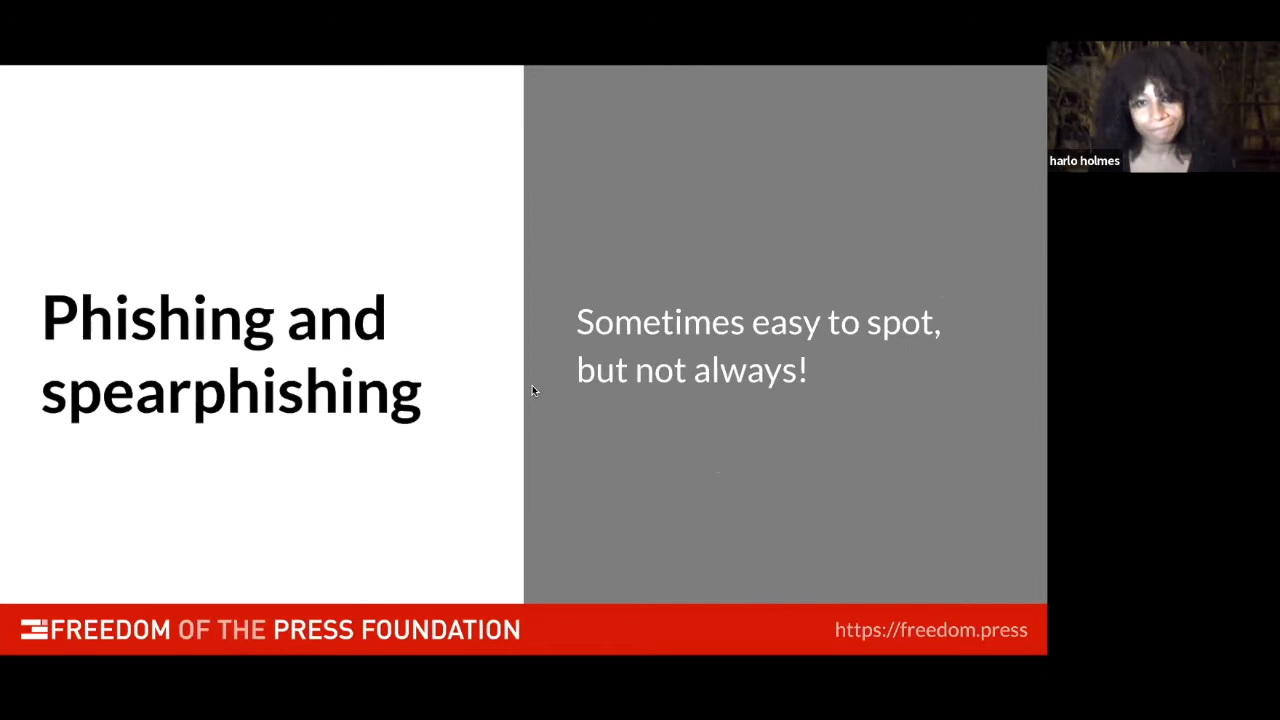 Phishing and
spearphishing
Sometimes easy to spot,
but not always!
FREEDOM OF THE PRESS FOUNDATION
https://freedom.press
harlo holmes